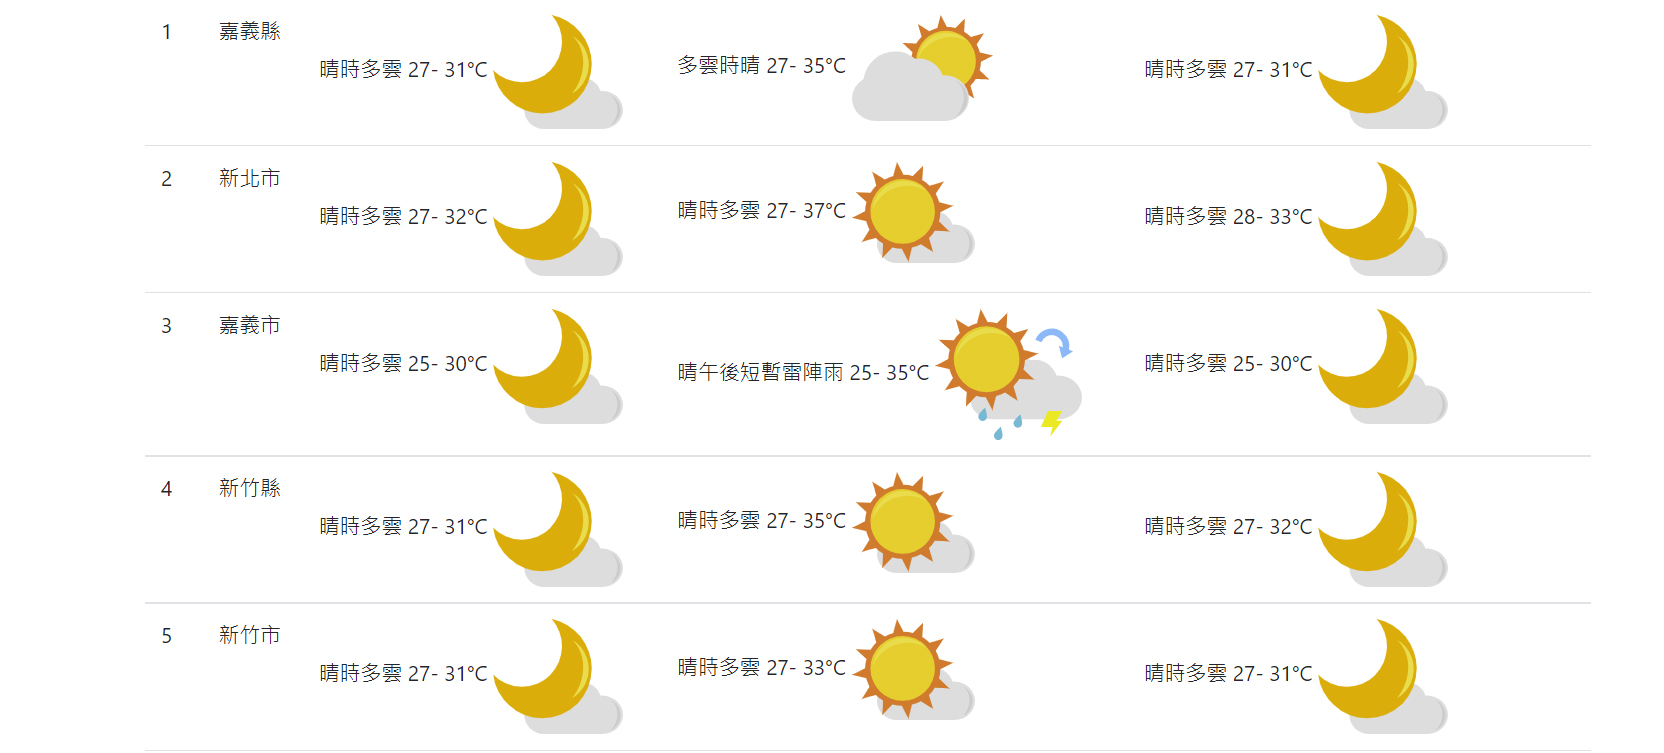 1 嘉義縣
晴時多雲 27- 31°C 多雲時晴 27- 35°C 晴時多雲 27- 31°C
2 新北市
晴時多雲 27- 32°C 晴時多雲 27- 37°C 晴時多雲 28- 33°C
3 嘉義市
晴時多雲 25- 30°C 晴午後短暫雷陣雨 25- 35°C 晴時多雲 25- 30°C
4 新竹縣
晴時多雲 27- 31°C 晴時多雲 27- 35°C 晴時多雲 27- 32°C
5 新竹市
晴時多雲 27- 31°C 晴時多雲 27- 33°C 晴時多雲 27- 31°C